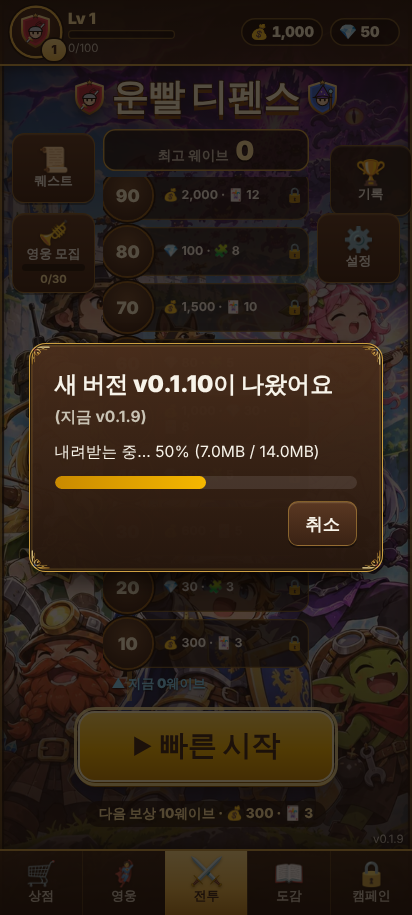 Lv 1
1
0/100
1,000
50
운빨 디펜스
퀘스트
최고 웨이브 0
기록
90
2,000 · 12
영웅 모집
0/30
80
100 · 8
설정
70
1,500 · 10
새 버전 v0.1.10이 나왔어요
(지금 v0.1.9)
내려받는 중... 50% (7.0MB / 14.0MB)
취소
20
30 · 3
10
300 · 3
▲ 지금 0웨이브
▶ 빠른 시작
다음 보상 10웨이브 · 300 · 3
v0.1.9
상점
영웅
전투
도감
캠페인